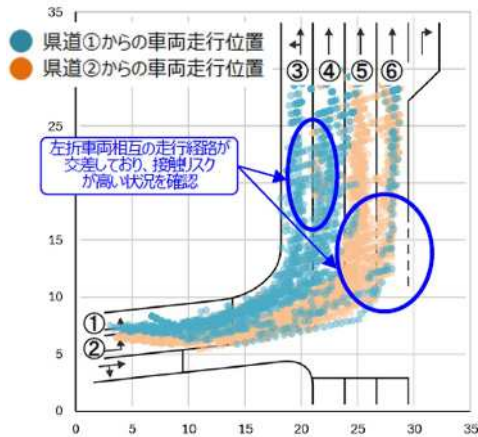 県道①からの車両走行位置
県道②からの車両走行位置
③ ④ ⑤ ⑥
左折車両相互の走行経路が
交差しており、接触リスク
が高い状況を確認
①
②
30
25
20
15
10
5
0
0 5 10 15 20 25 30 35